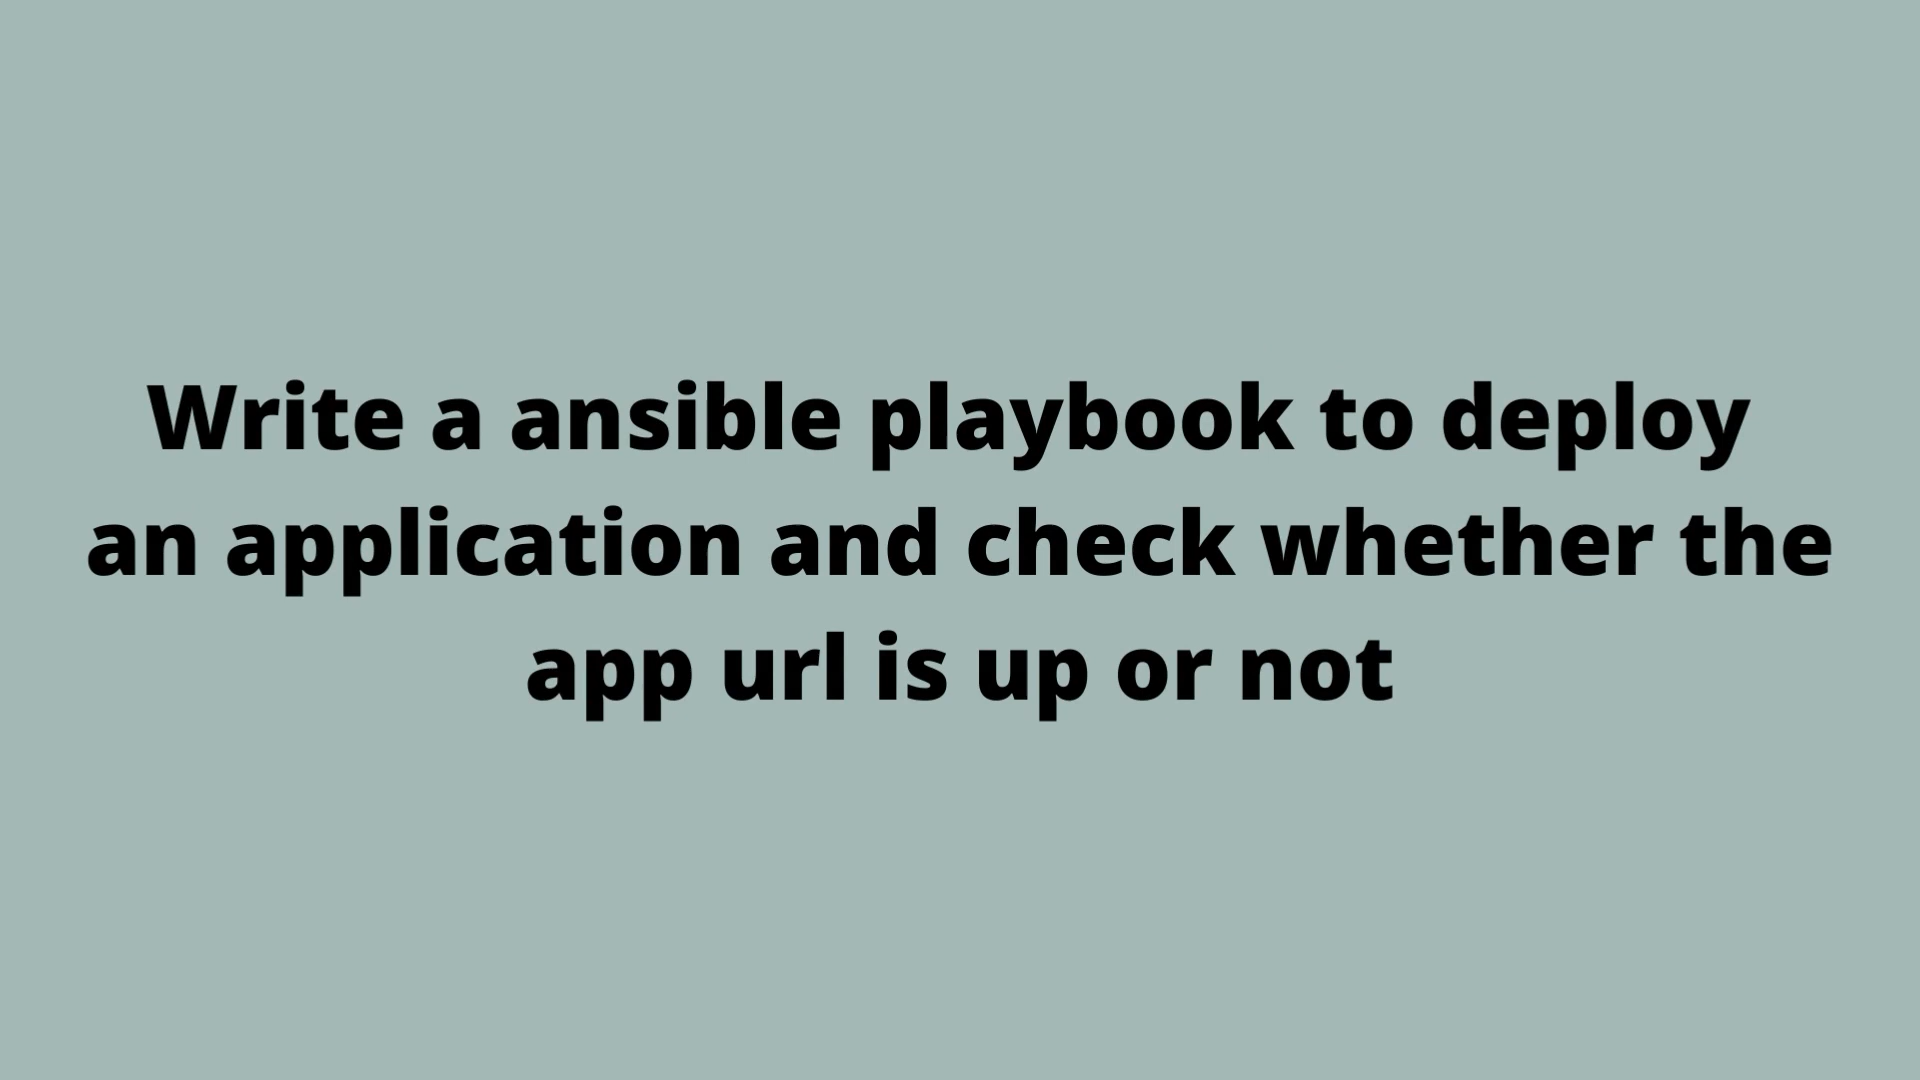 Write a ansible playbook to deploy
an application and check whether the
app url is up or not